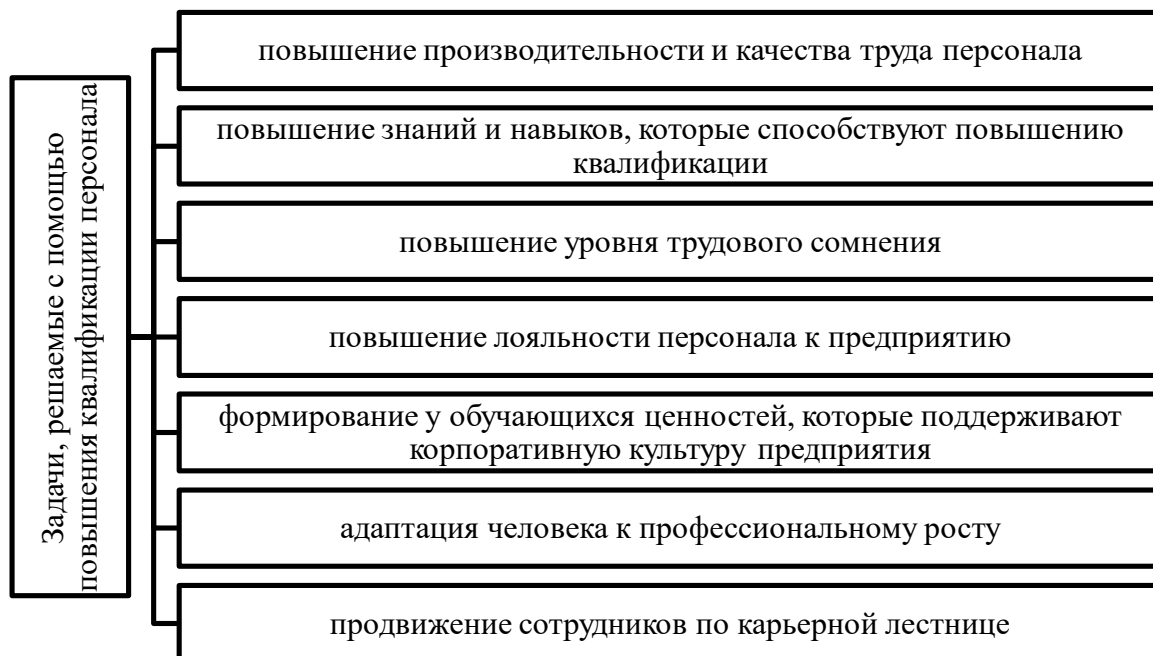 Задачи, решаемые с помощью
повышения квалификации персонала
повышение производительности и качества труда персонала
повышение знаний и навыков, которые способствуют повышению
квалификации
повышение уровня трудового сомнения
повышение лояльности персонала к предприятию
формирование у обучающихся ценностей, которые поддерживают
корпоративную культуру предприятия
адаптация человека к профессиональному росту
продвижение сотрудников по карьерной лестнице